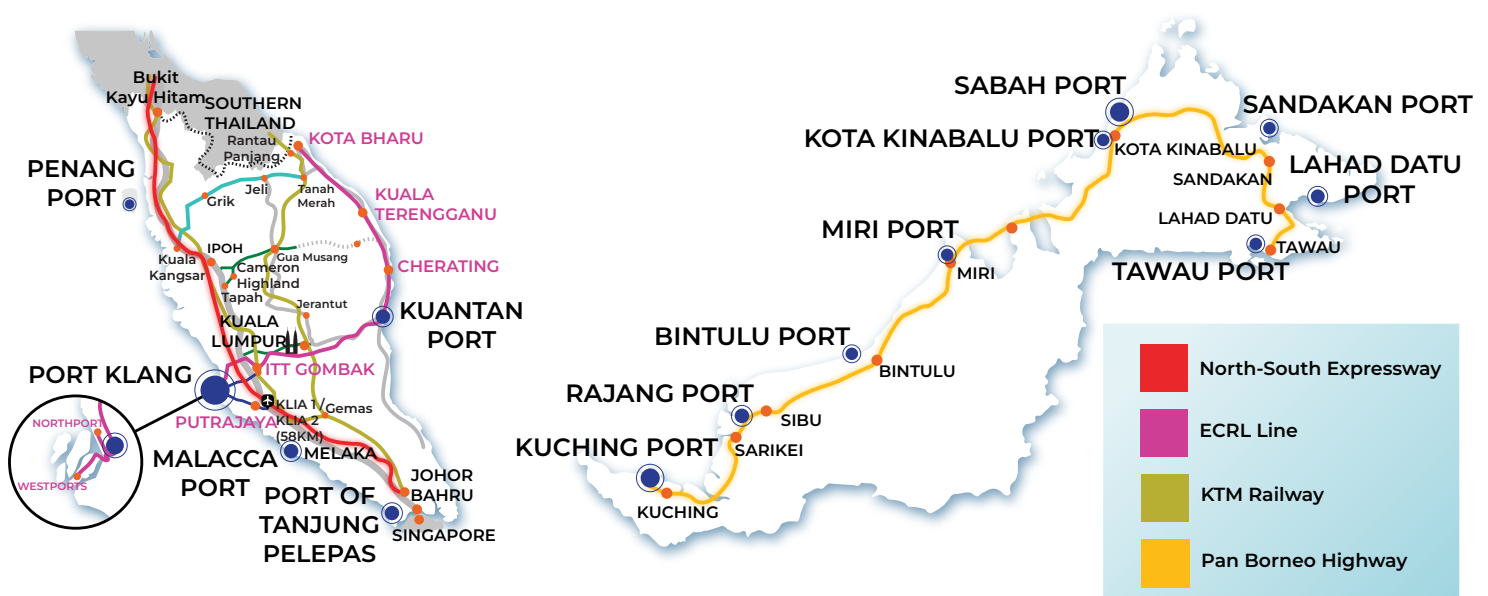 Bukit
Kayu Hitam
SOUTHERN
THAILAND
Rantau
Panjang
KOTA BHARU
PENANG
PORT
Grik
Jeli
Tanah
Merah
KUALA
TERENGGANU
Kuala
Kangsar
IPOH
Cameron
Highland
Tapah
Gua Musang
CHERATING
Jerantut
KUANTAN
PORT
KUALA
LUMPUR
ITT GOMBAK
PORT KLANG
PUTRAJAYA
KLIA 1/
KLIA 2
(58KM)
Gemas
NORTHPORT
WESTPORTS
MALACCA
PORT
MELAKA
PORT OF
TANJUNG
PELEPAS
JOHOR
BAHRU
SINGAPORE
SABAH PORT
KOTA KINABALU PORT
KOTA KINABALU
SANDAKAN PORT
SANDAKAN
LAHAD DATU
PORT
LAHAD DATU
TAWAU
TAWAU PORT
MIRI PORT
MIRI
BINTULU PORT
BINTULU
RAJANG PORT
SIBU
SARIKEI
KUCHING PORT
KUCHING
North-South Expressway
ECRL Line
KTM Railway
Pan Borneo Highway